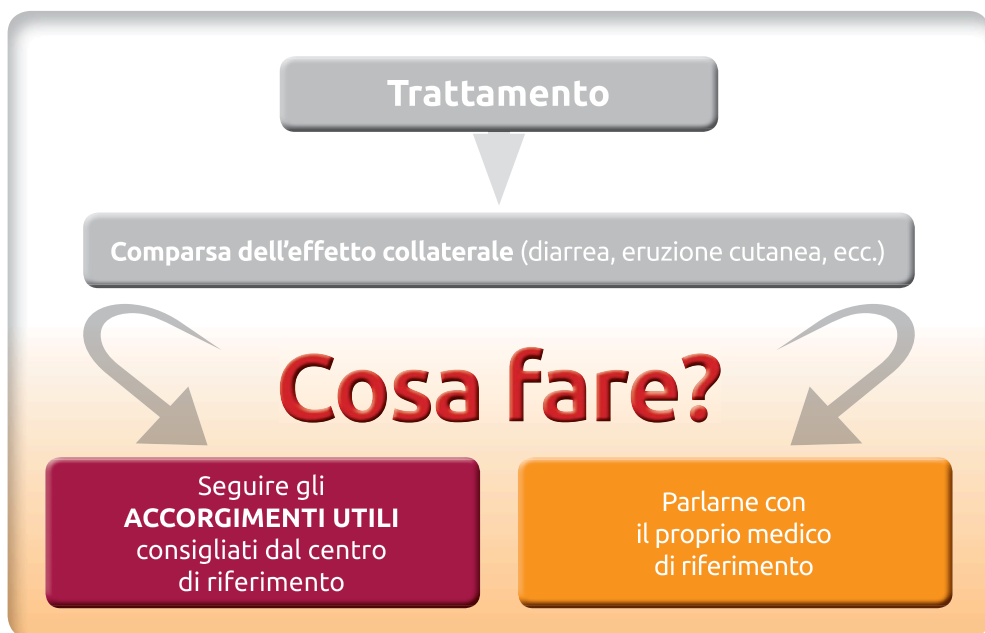 Trattamento
Comparsa dell’effetto collaterale (diarrea, eruzione cutanea, ecc.)
Cosa fare?
Seguire gli
ACCORGIMENTI UTILI
consigliati dal centro
di riferimento
Parlarne con
il proprio medico
di riferimento